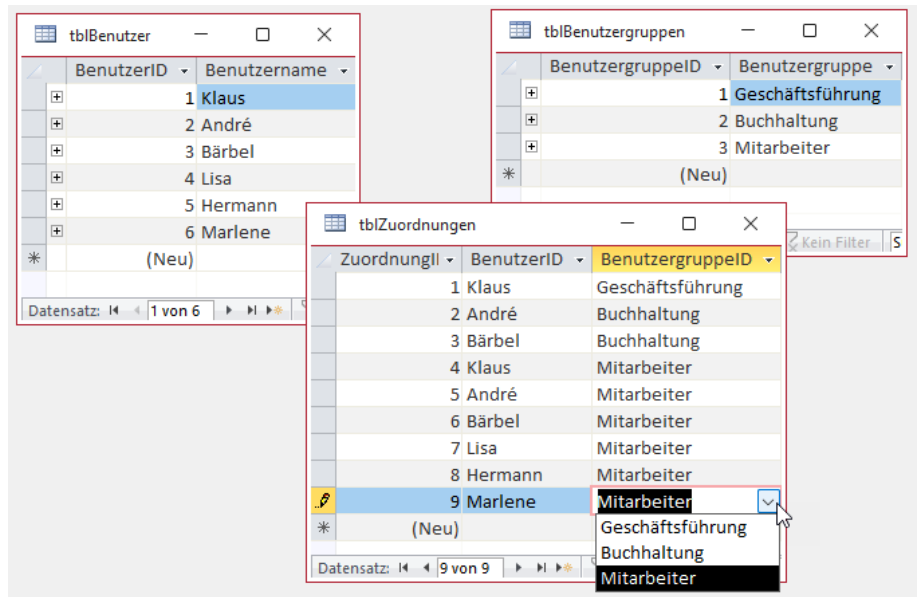 tblBenutzer
BenutzerID Benutzername
1 Klaus
2 André
3 Bärbel
4 Lisa
5 Hermann
6 Marlene
(Neu)
Datensatz: 1 von 6
tblBenutzergruppen
BenutzergruppeID Benutzergruppe
1 Geschäftsführung
2 Buchhaltung
3 Mitarbeiter
(Neu)
Kein Filter S
tblZuordnungen
ZuordnungII BenutzerID BenutzergruppeID
1 Klaus Geschäftsführung
2 André Buchhaltung
3 Bärbel Buchhaltung
4 Klaus Mitarbeiter
5 André Mitarbeiter
6 Bärbel Mitarbeiter
7 Lisa Mitarbeiter
8 Hermann Mitarbeiter
9 Marlene Mitarbeiter
(Neu)
Geschäftsführung
Buchhaltung
Mitarbeiter
Datensatz: 9 von 9